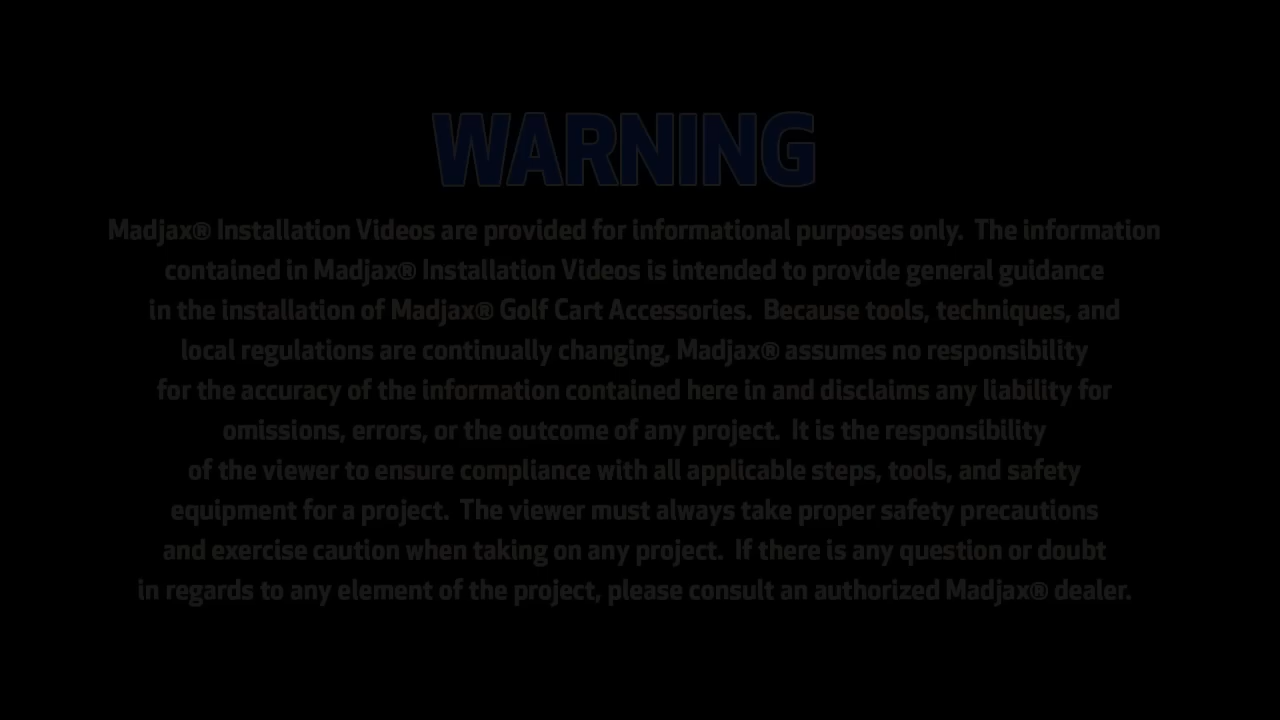 WARNING
Madjax® Installation Videos are provided for informational purposes only. The information
contained in Madjax® Installation Videos is intended to provide general guidance
in the installation of Madjax® Golf Cart Accessories. Because tools, techniques, and
local regulations are continually changing, Madjax® assumes no responsibility
for the accuracy of the information contained here in and disclaims any liability for
omissions, errors, or the outcome of any project. It is the responsibility
of the viewer to ensure compliance with all applicable steps, tools, and safety
equipment for a project. The viewer must always take proper safety precautions
and exercise caution when taking on any project. If there is any question or doubt
in regards to any element of the project, please consult an authorized Madjax® dealer.